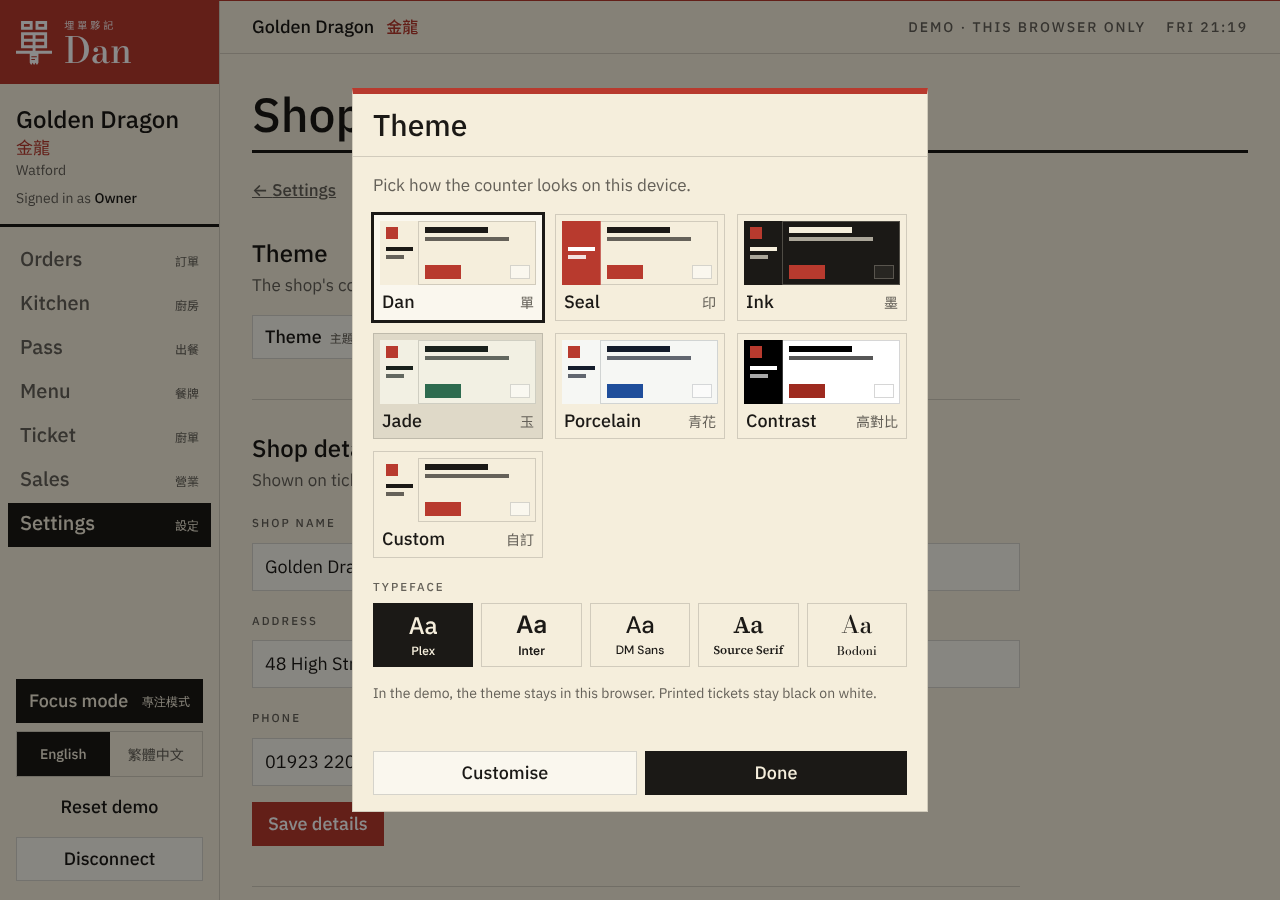 單 埋單夥記
Dan
Golden Dragon
金龍
Watford
Signed in as Owner
Orders 訂單
Kitchen 廚房
Pass 出餐
Menu 餐牌
Ticket 廚單
Sales 營業
Settings 設定
Focus mode 專注模式
English 繁體中文
Reset demo
Disconnect
Golden Dragon 金龍 DEMO · THIS BROWSER ONLY FRI 21:19
Shop
← Settings
Theme
The shop's co
Theme 主題
Shop deta
Shown on tick
SHOP NAME
Golden Dra
ADDRESS
48 High Str
PHONE
01923 220
Save details
Theme
Pick how the counter looks on this device.
Dan 單
Seal 印
Ink 墨
Jade 玉
Porcelain 青花
Contrast 高對比
Custom 自訂
TYPEFACE
Aa Aa Aa Aa Aa
Plex Inter DM Sans Source Serif Bodoni
In the demo, the theme stays in this browser. Printed tickets stay black on white.
Customise Done